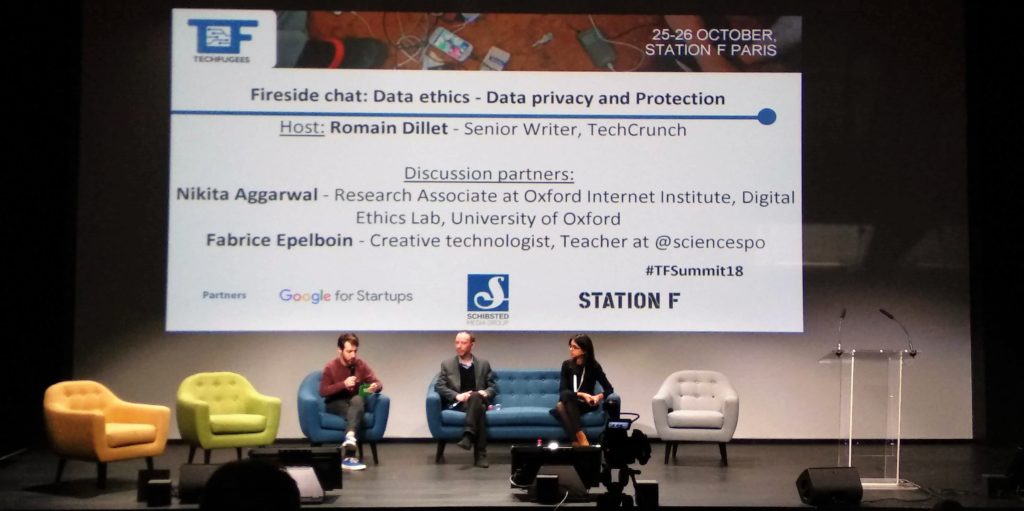 TECHFUGEES
25-26 OCTOBER,
STATION F PARIS
Fireside chat: Data ethics - Data privacy and Protection
Host: Romain Dillet - Senior Writer, TechCrunch
Discussion partners:
Nikita Aggarwal - Research Associate at Oxford Internet Institute, Digital
Ethics Lab, University of Oxford
Fabrice Epelboin - Creative technologist, Teacher at @sciencespo
#TFSummit18
Partners
Google for Startups
SCHIBSTED
MEDIA GROUP
STATION F